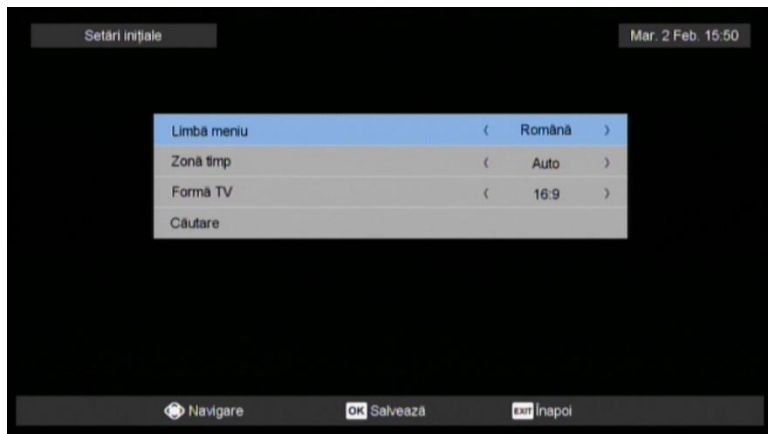 Setări inițiale
Mar. 2 Feb. 15:50
Limbă meniu ⟨ Română ⟩
Zonă timp ⟨ Auto ⟩
Formă TV ⟨ 16:9 ⟩
Căutare
Navigare OK Salvează EXIT Înapoi